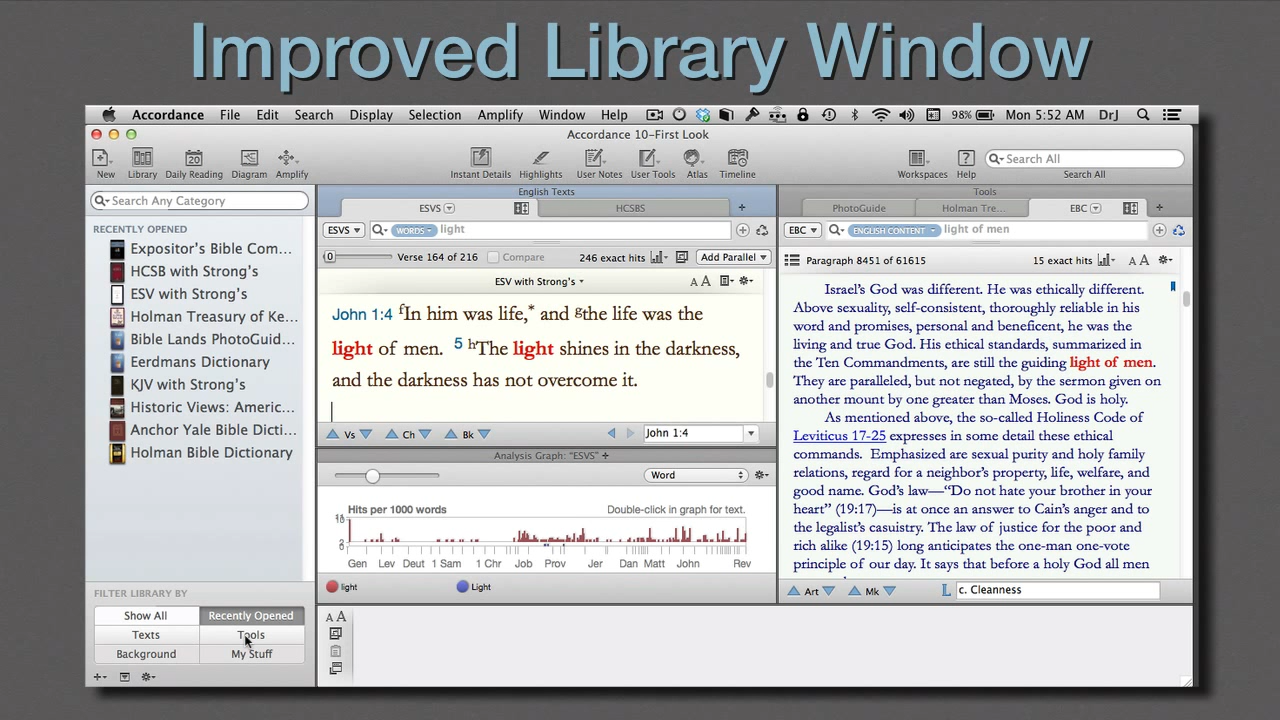 Improved Library Window
Accordance File Edit Search Display Selection Amplify Window Help 98% Mon 5:52 AM DrJ
Accordance 10-First Look
New Library Daily Reading Diagram Amplify Instant Details Highlights User Notes User Tools Atlas Timeline Workspaces Help Search All
Search All
Search Any Category
RECENTLY OPENED
Expositor's Bible Com...
HCSB with Strong's
ESV with Strong's
Holman Treasury of Ke...
Bible Lands PhotoGuid...
Eerdmans Dictionary
KJV with Strong's
Historic Views: Americ...
Anchor Yale Bible Dicti...
Holman Bible Dictionary
FILTER LIBRARY BY
Show All Recently Opened
Texts Tools
Background My Stuff
English Texts
ESVS HCSBS
ESVS WORDS light
0 Verse 164 of 216 Compare 246 exact hits Add Parallel
ESV with Strong's A A
John 1:4 fIn him was life,* and gthe life was the
light of men. 5 hThe light shines in the darkness,
and the darkness has not overcome it.
Vs Ch Bk John 1:4
Analysis Graph: "ESVS"
Word
Hits per 1000 words Double-click in graph for text.
Gen Lev Deut 1 Sam 1 Chr Job Prov Jer Dan Matt John Rev
light Light
A A
Tools
PhotoGuide Holman Tre... EBC
EBC ENGLISH CONTENT light of men
Paragraph 8451 of 61615 15 exact hits A A
Israel's God was different. He was ethically different.
Above sexuality, self-consistent, thoroughly reliable in his
word and promises, personal and beneficent, he was the
living and true God. His ethical standards, summarized in
the Ten Commandments, are still the guiding light of men.
They are paralleled, but not negated, by the sermon given on
another mount by one greater than Moses. God is holy.
As mentioned above, the so-called Holiness Code of
Leviticus 17-25 expresses in some detail these ethical
commands. Emphasized are sexual purity and holy family
relations, regard for a neighbor's property, life, welfare, and
good name. God's law—"Do not hate your brother in your
heart" (19:17)—is at once an answer to Cain's anger and to
the legalist's casuistry. The law of justice for the poor and
rich alike (19:15) long anticipates the one-man one-vote
principle of our day. It says that before a holy God all men
Art Mk L c. Cleanness